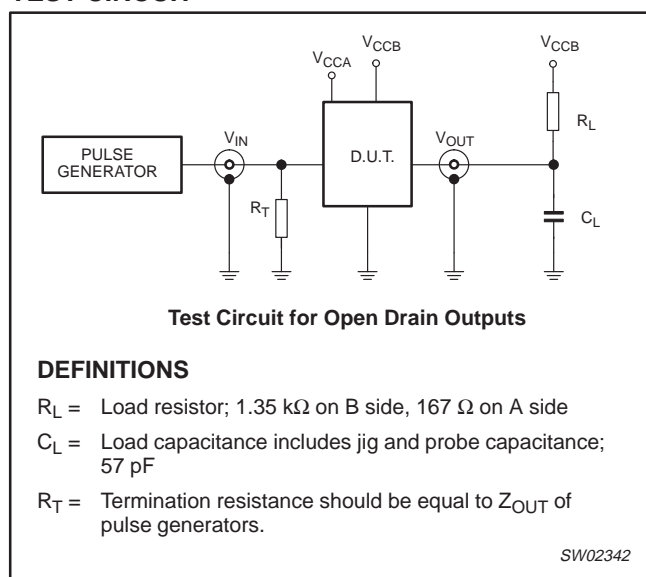 V_CCA
V_CCB
V_CCB
PULSE
GENERATOR
V_IN
R_T
D.U.T.
V_OUT
R_L
C_L
Test Circuit for Open Drain Outputs
DEFINITIONS
R_L = Load resistor; 1.35 kΩ on B side, 167 Ω on A side
C_L = Load capacitance includes jig and probe capacitance;
57 pF
R_T = Termination resistance should be equal to Z_OUT of
pulse generators.
SW02342